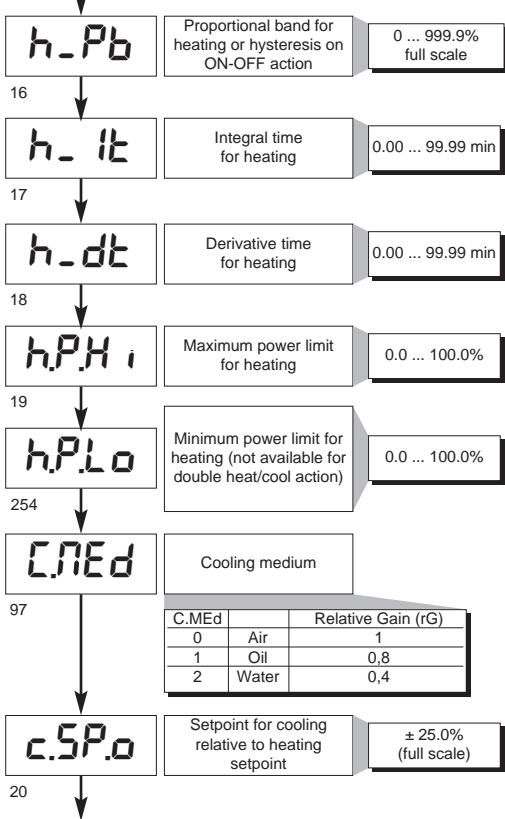 h_Pb
Proportional band for
heating or hysteresis on
ON-OFF action
0 ... 999.9%
full scale
16
h_ It
Integral time
for heating
0.00 ... 99.99 min
17
h_dt
Derivative time
for heating
0.00 ... 99.99 min
18
h.P.H i
Maximum power limit
for heating
0.0 ... 100.0%
19
h.P.Lo
Minimum power limit for
heating (not available for
double heat/cool action)
0.0 ... 100.0%
254
C.MEd
Cooling medium
97
C.MEd Relative Gain (rG)
0 Air 1
1 Oil 0,8
2 Water 0,4
c.SP.o
Setpoint for cooling
relative to heating
setpoint
± 25.0%
(full scale)
20